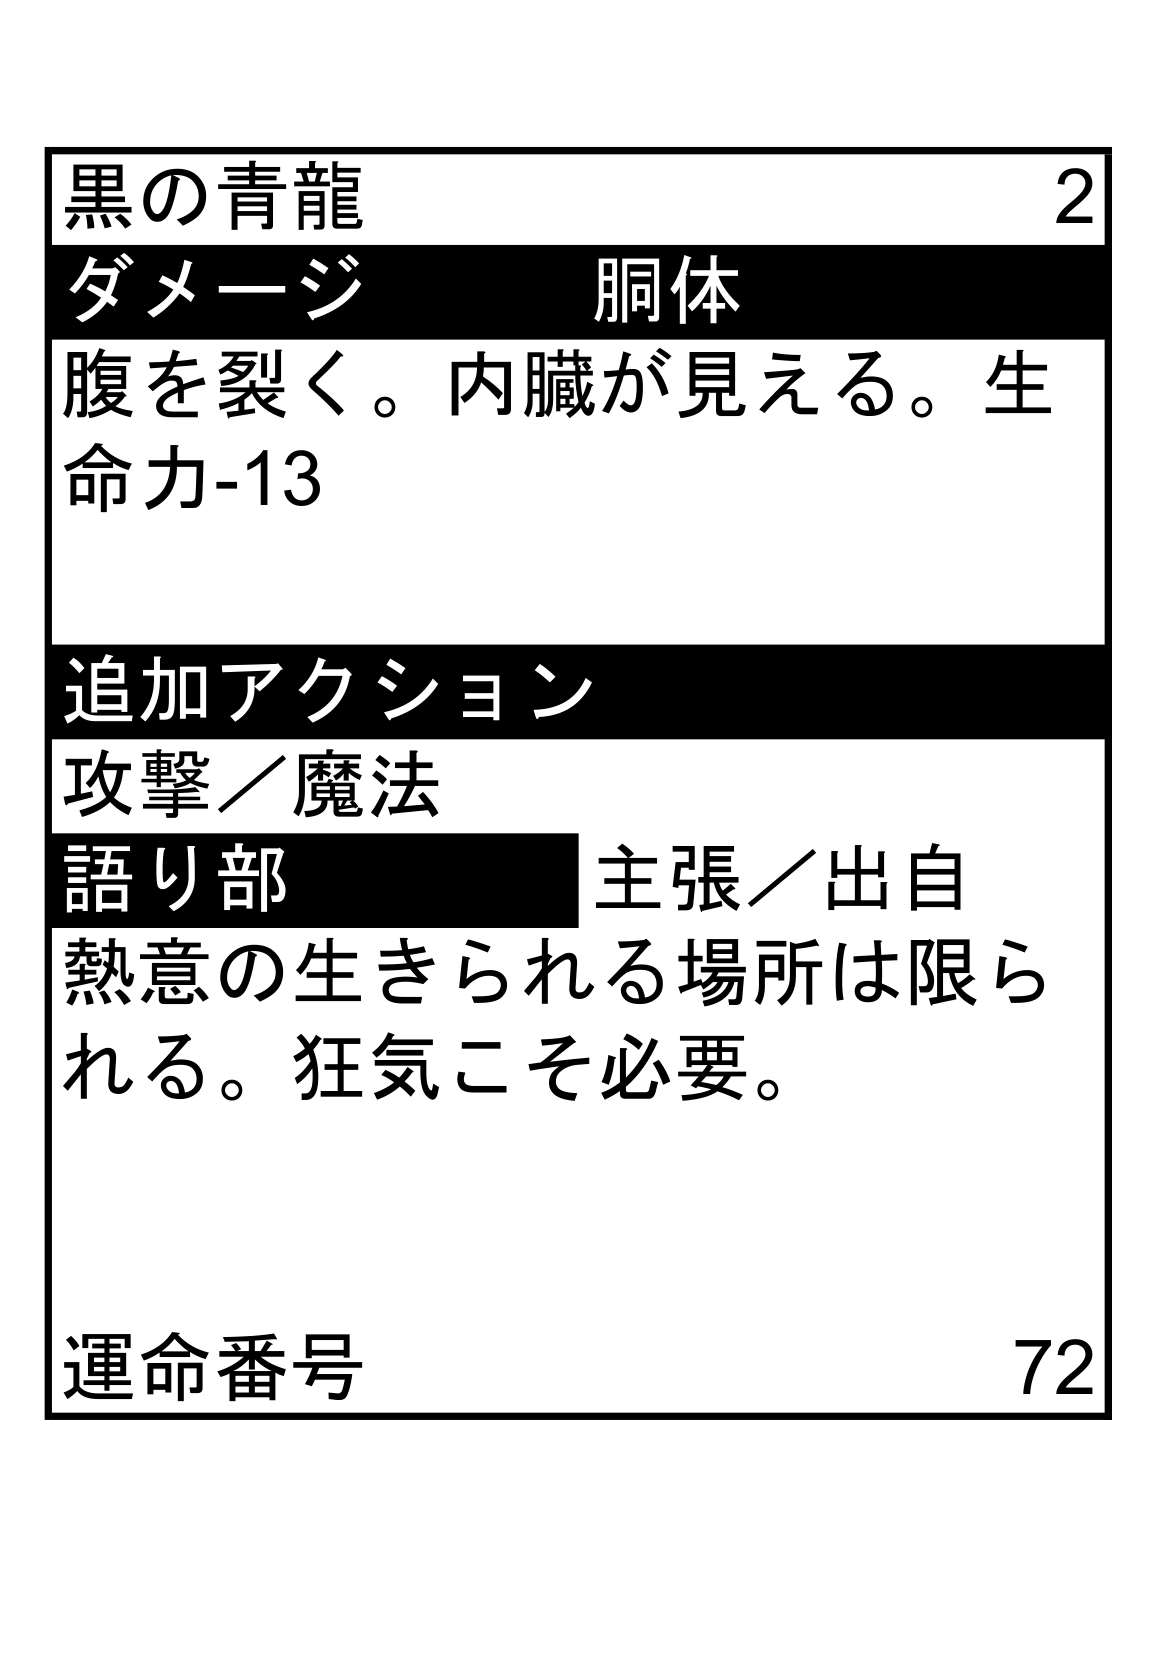 黒の青龍 2
ダメージ 胴体
腹を裂く。内臓が見える。生
命力-13
追加アクション
攻撃／魔法
語り部 主張／出自
熱意の生きられる場所は限ら
れる。狂気こそ必要。
運命番号 72